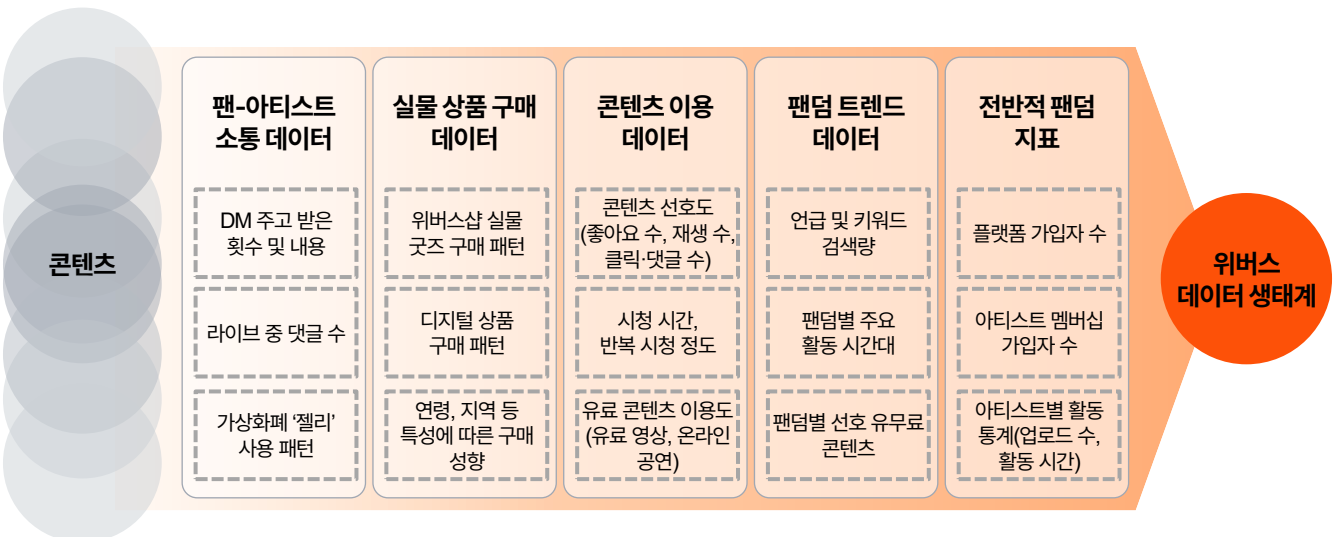 콘텐츠
팬-아티스트
소통 데이터
DM 주고 받은
횟수 및 내용
라이브 중 댓글 수
가상화폐 ‘젤리’
사용 패턴
실물 상품 구매
데이터
위버스샵 실물
굿즈 구매 패턴
디지털 상품
구매 패턴
연령, 지역 등
특성에 따른 구매
성향
콘텐츠 이용
데이터
콘텐츠 선호도
(좋아요 수, 재생 수,
클릭·댓글 수)
시청 시간,
반복 시청 정도
유료 콘텐츠 이용도
(유료 영상, 온라인
공연)
팬덤 트렌드
데이터
언급 및 키워드
검색량
팬덤별 주요
활동 시간대
팬덤별 선호 유무료
콘텐츠
전반적 팬덤
지표
플랫폼 가입자 수
아티스트 멤버십
가입자 수
아티스트별 활동
통계(업로드 수,
활동 시간)
위버스
데이터 생태계